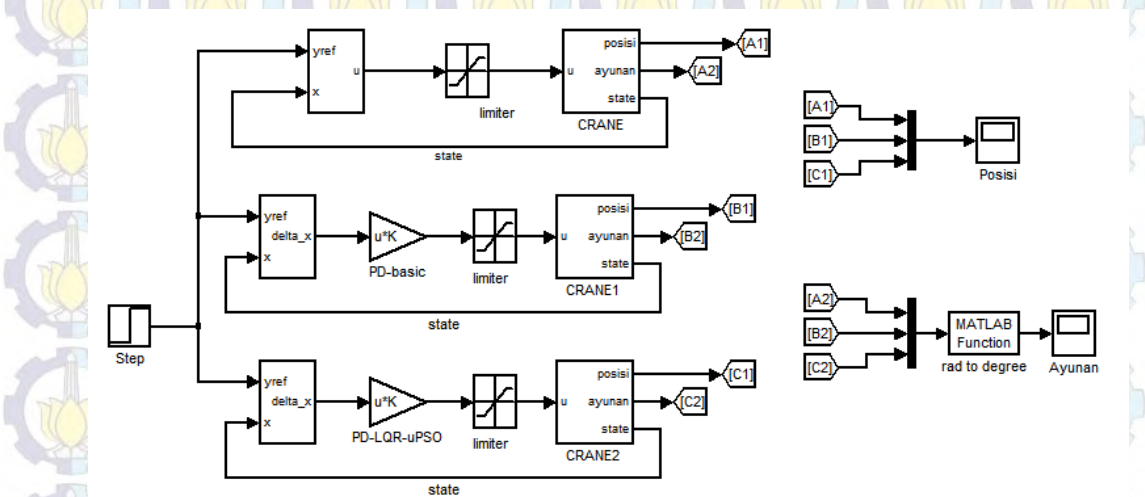 yref
u
x
limiter
posisi
u
ayunan
state
CRANE
[A1]
[A2]
state
yref
delta_x
x
u*K
PD-basic
limiter
posisi
u
ayunan
state
CRANE1
[B1]
[B2]
state
Step
yref
delta_x
x
u*K
PD-LQR-uPSO
limiter
posisi
u
ayunan
state
CRANE2
[C1]
[C2]
state
[A1]
[B1]
[C1]
Posisi
[A2]
[B2]
[C2]
MATLAB
Function
rad to degree
Ayunan